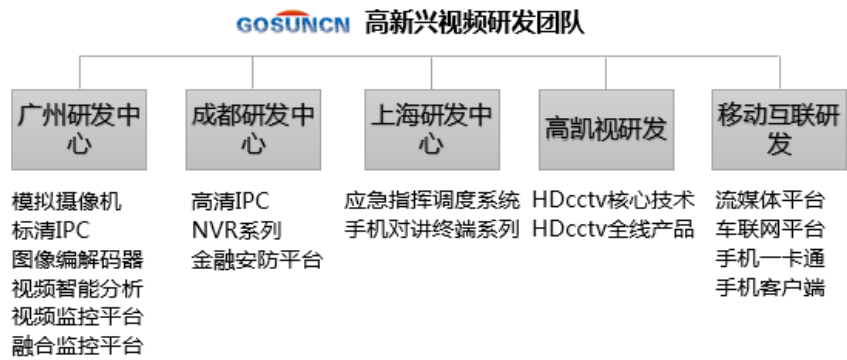 GOSUNCN 高新兴视频研发团队
广州研发中
心
成都研发中
心
上海研发中
心
高凯视研发
移动互联研
发
模拟摄像机
标清IPC
图像编解码器
视频智能分析
视频监控平台
融合监控平台
高清IPC
NVR系列
金融安防平台
应急指挥调度系统
手机对讲终端系列
HDcctv核心技术
HDcctv全线产品
流媒体平台
车联网平台
手机一卡通
手机客户端